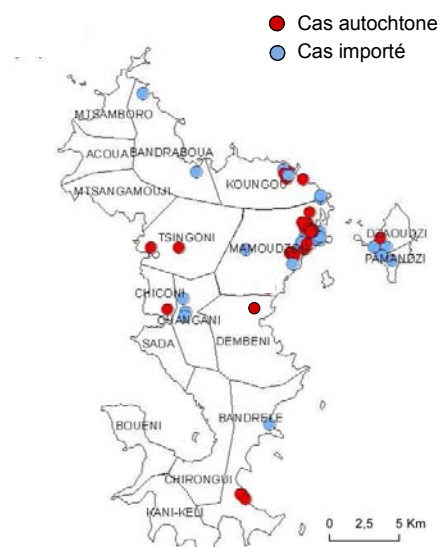 Cas autochtone
Cas importé
MTSAMBORO
ACOUA
BANDRABOUA
MTSANGAMOUJI
KOUNGOU
TSINGONI
MAMOUDZOU
DZAOUDZI
PAMANDZI
CHICONI
OUANGANI
SADA
DEMBENI
BANDRELE
BOUENI
CHIRONGUI
KANI-KELI
0 2,5 5 Km